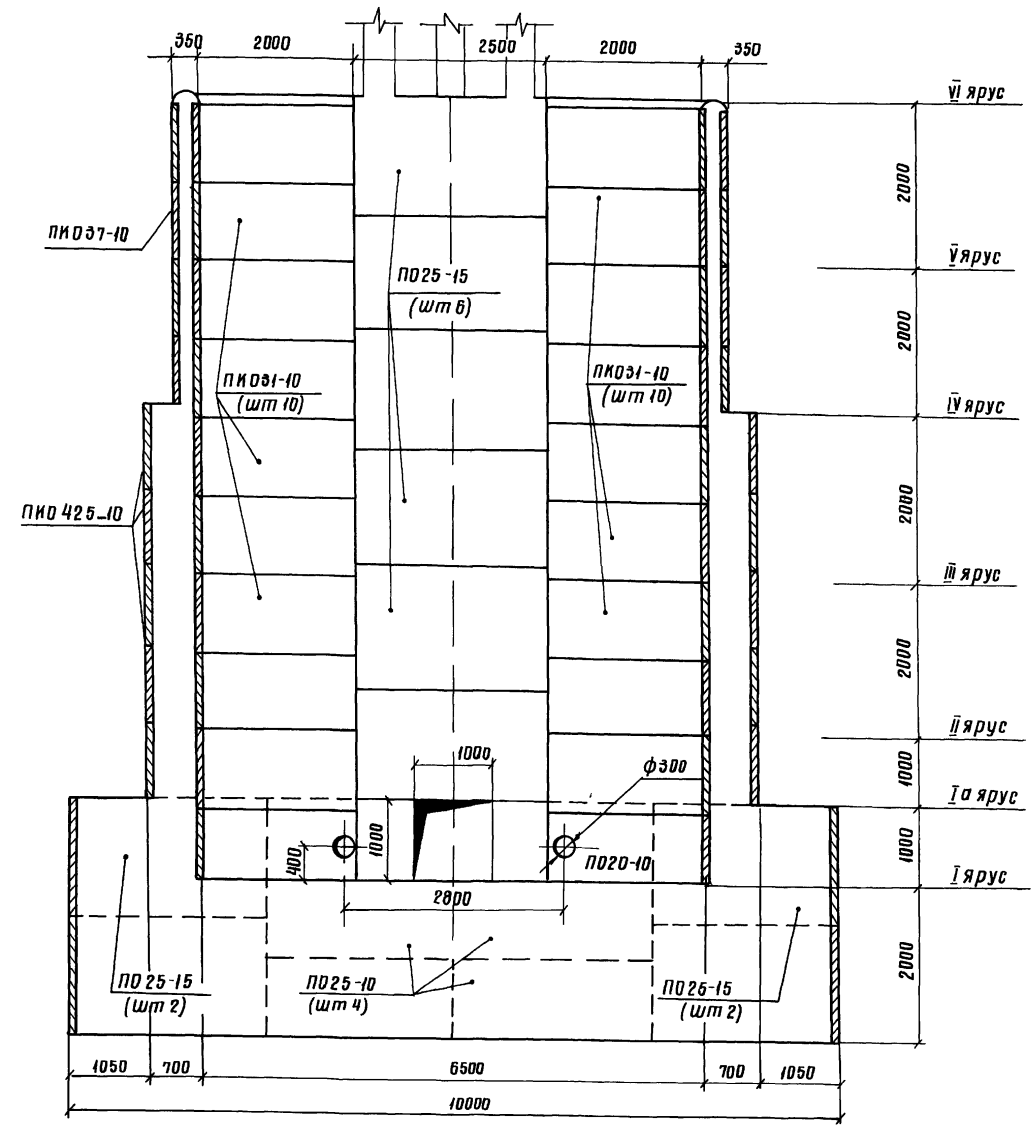 350
2000
2500
2000
350
VI ярус
2000
ПКО37-10
V ярус
ПО25-15
(шт 6)
2000
ПКО31-10
(шт 10)
ПКО31-10
(шт 10)
IV ярус
2000
ПКО 425-10
III ярус
2000
II ярус
1000
ф300
1000
Iа ярус
1000
400
ПО20-10
1000
I ярус
2800
2000
ПО 25-15
(шт 2)
ПО 25-10
(шт 4)
ПО25-15
(шт 2)
1050
700
6500
700
1050
10000